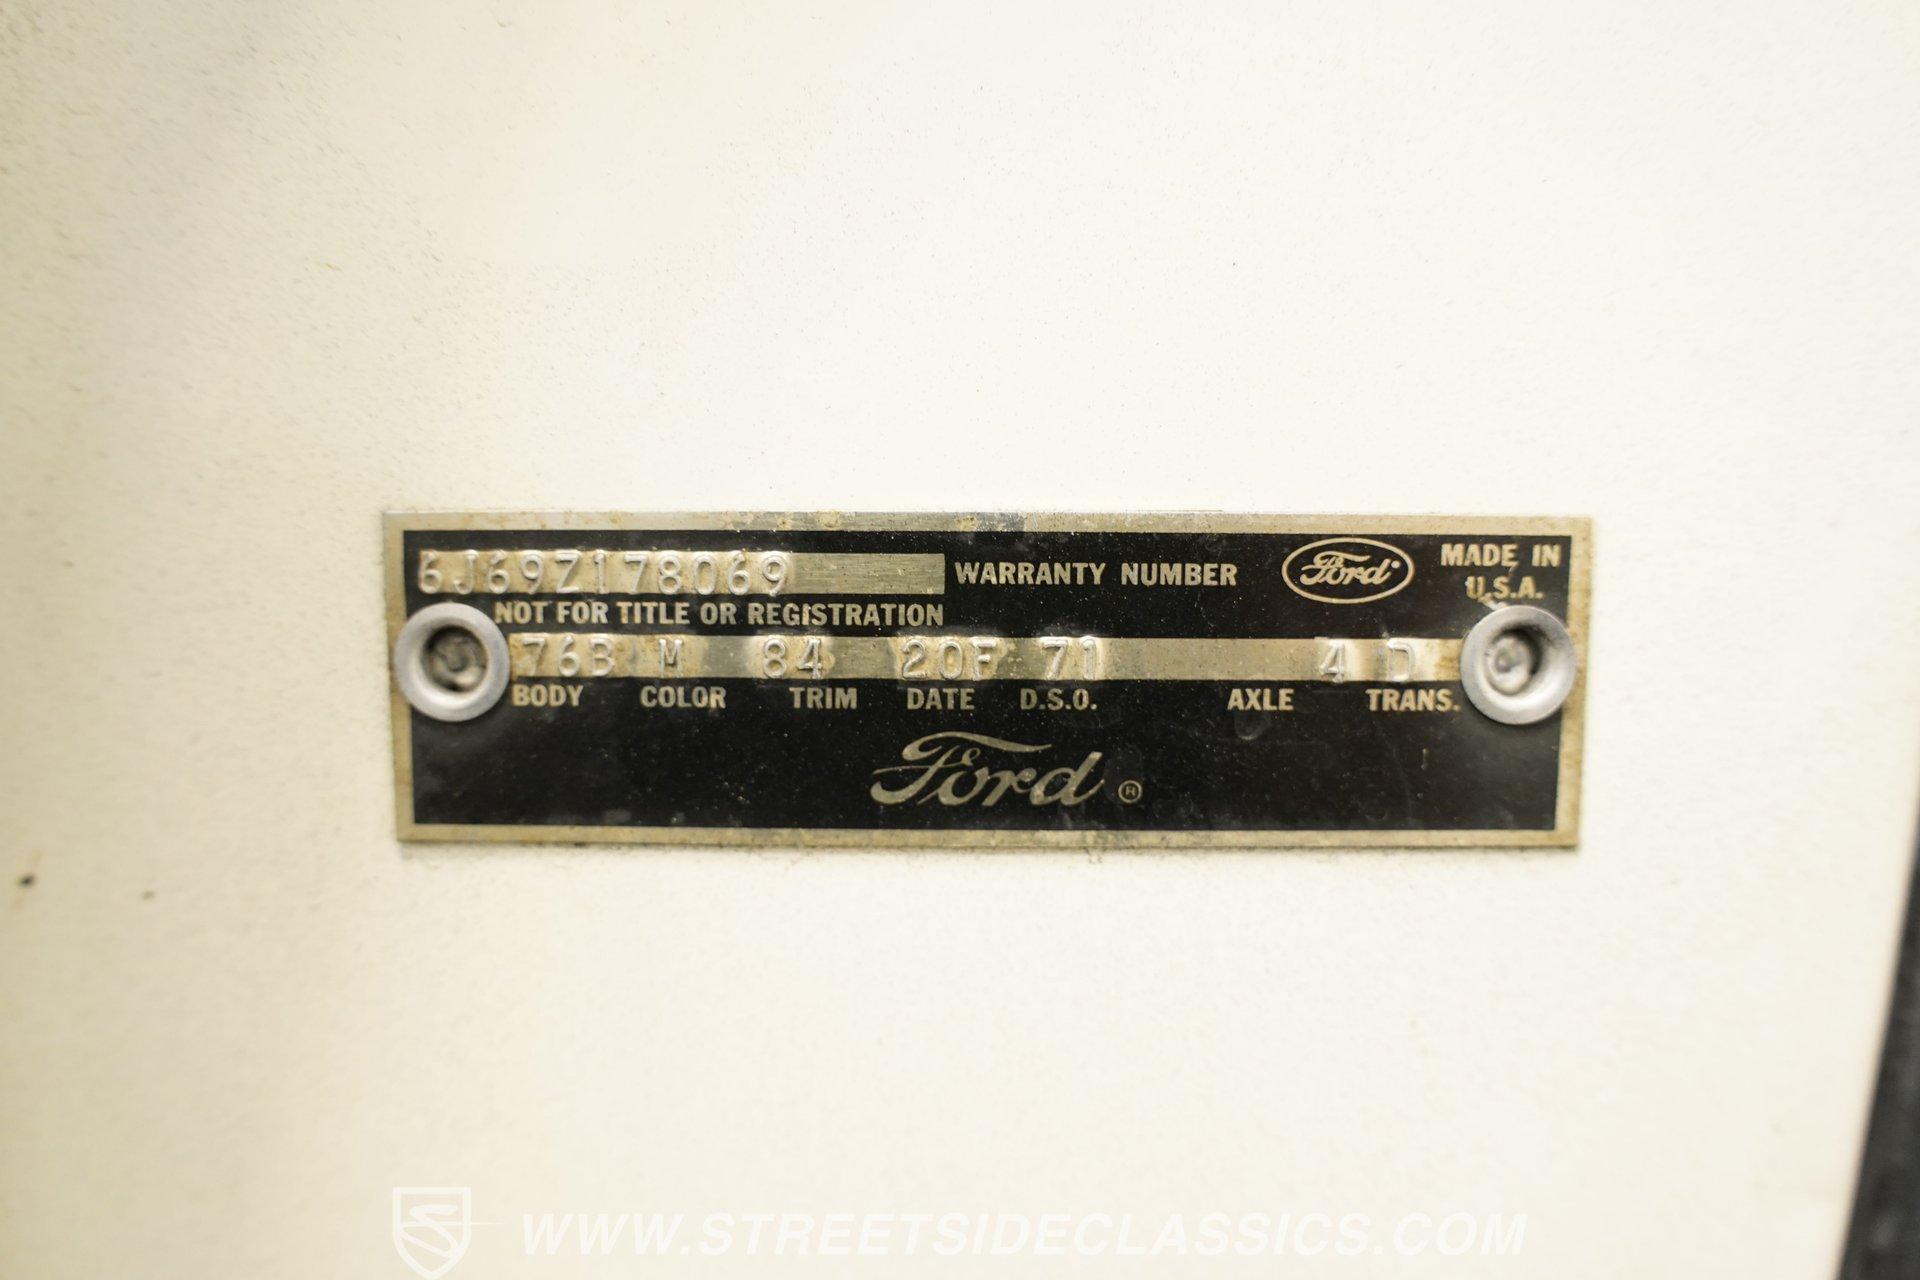 6J69Z178069 WARRANTY NUMBER Ford MADE IN
U.S.A.
NOT FOR TITLE OR REGISTRATION
76B M 84 20F 71 4 D
BODY COLOR TRIM DATE D.S.O. AXLE TRANS.
Ford ®
WWW.STREETSIDECLASSICS.COM